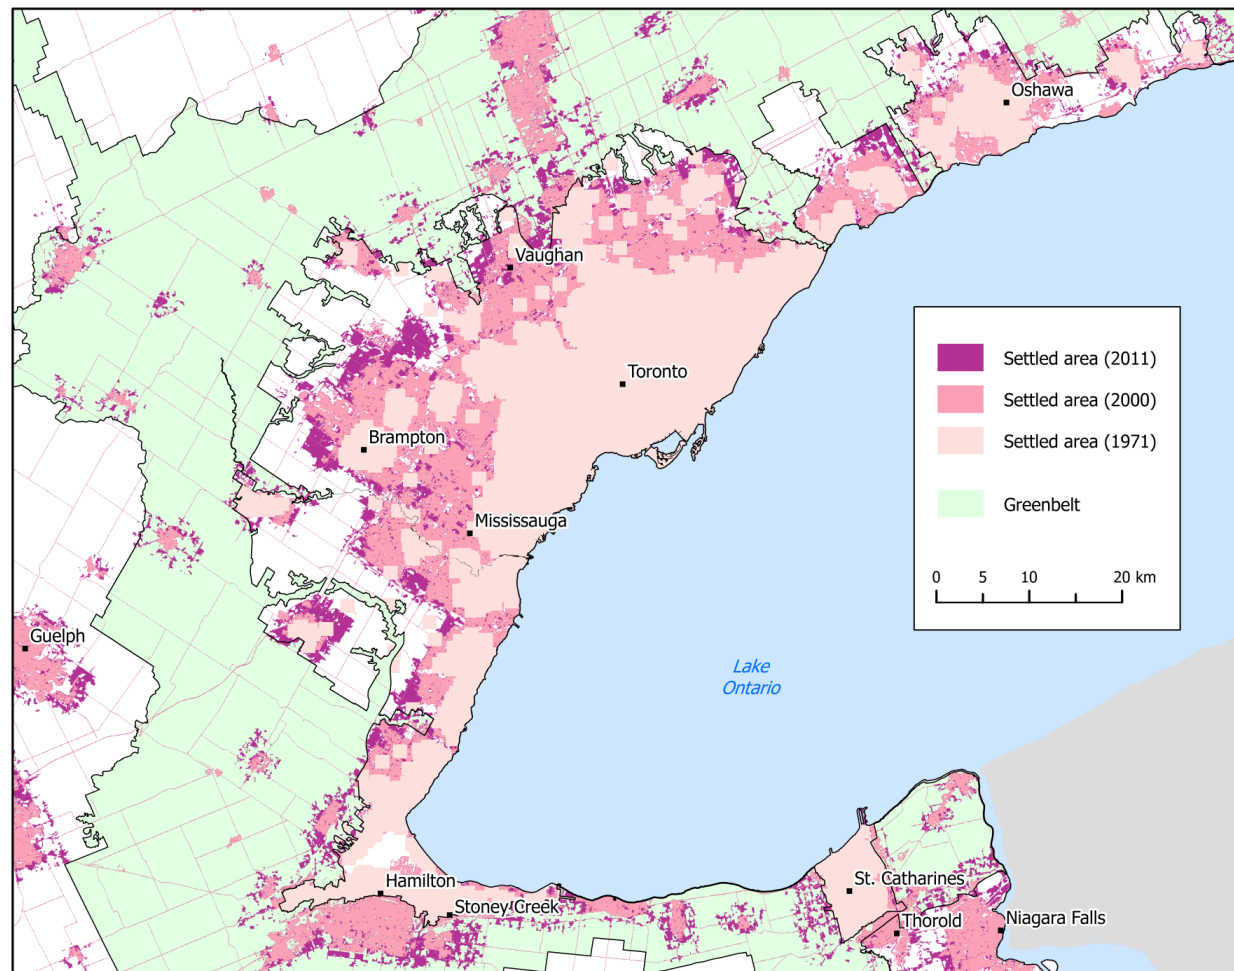 Oshawa
Vaughan
Toronto
Brampton
Mississauga
Guelph
Hamilton
Stoney Creek
St. Catharines
Thorold
Niagara Falls
Lake
Ontario
Settled area (2011)
Settled area (2000)
Settled area (1971)
Greenbelt
0 5 10 20 km